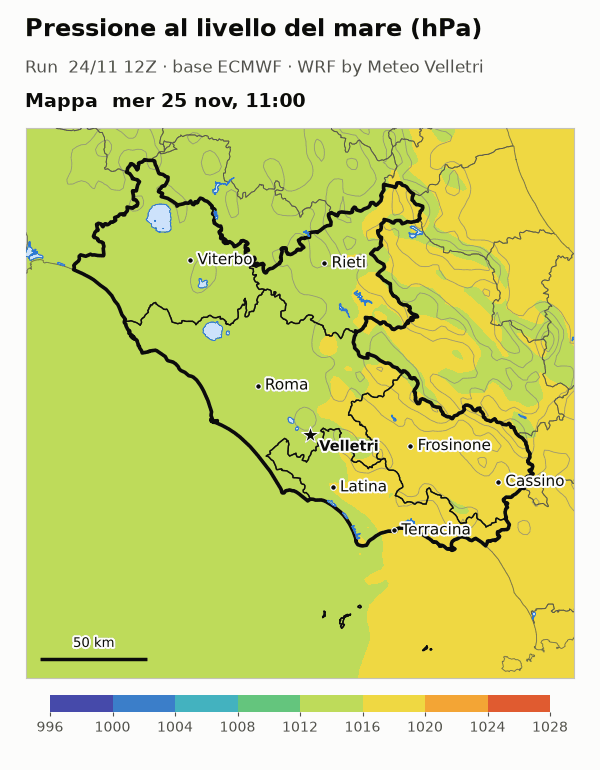 Pressione al livello del mare (hPa)
Run  24/11 12Z · base ECMWF · WRF by Meteo Velletri
Mappa  mer 25 nov, 11:00
Viterbo
Rieti
Roma
Velletri
Frosinone
Cassino
Latina
Terracina
50 km
996 1000 1004 1008 1012 1016 1020 1024 1028